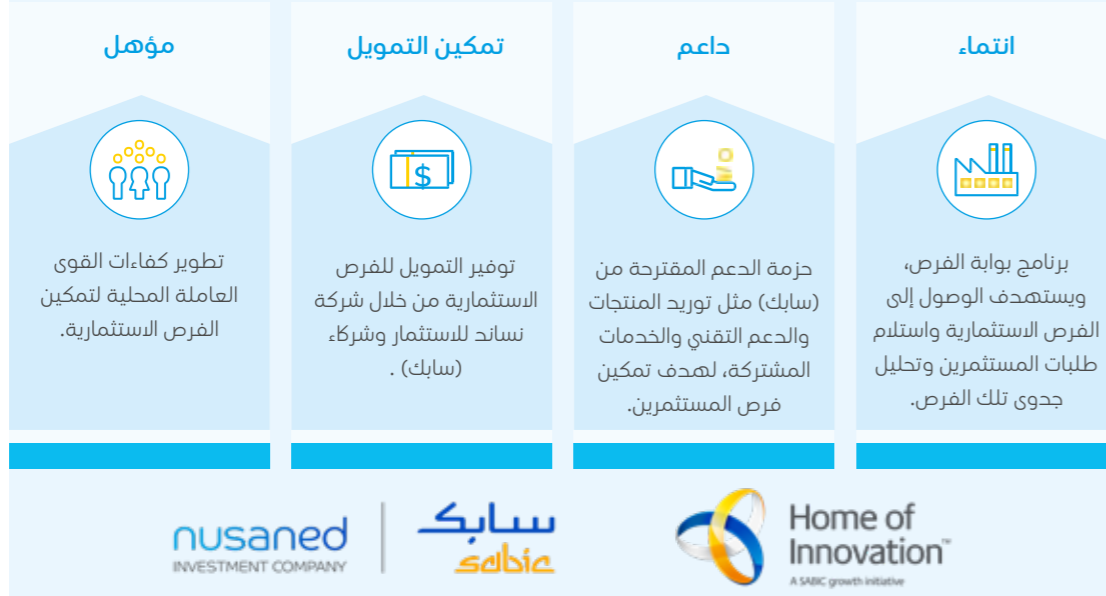 انتماء
برنامج بوابة الفرص،
ويستهدف الوصول إلى
الفرص الاستثمارية واستلام
طلبات المستثمرين وتحليل
جدوى تلك الفرص.
داعم
حزمة الدعم المقترحة من
(سابك) مثل توريد المنتجات
والدعم التقني والخدمات
المشتركة، لهدف تمكين
فرص المستثمرين.
تمكين التمويل
$
توفير التمويل للفرص
الاستثمارية من خلال شركة
نساند للاستثمار وشركاء
(سابك) .
مؤهل
تطوير كفاءات القوى
العاملة المحلية لتمكين
الفرص الاستثمارية.
Home of
Innovation™
A SABIC growth initiative
سابك
sabic
nusaned
INVESTMENT COMPANY